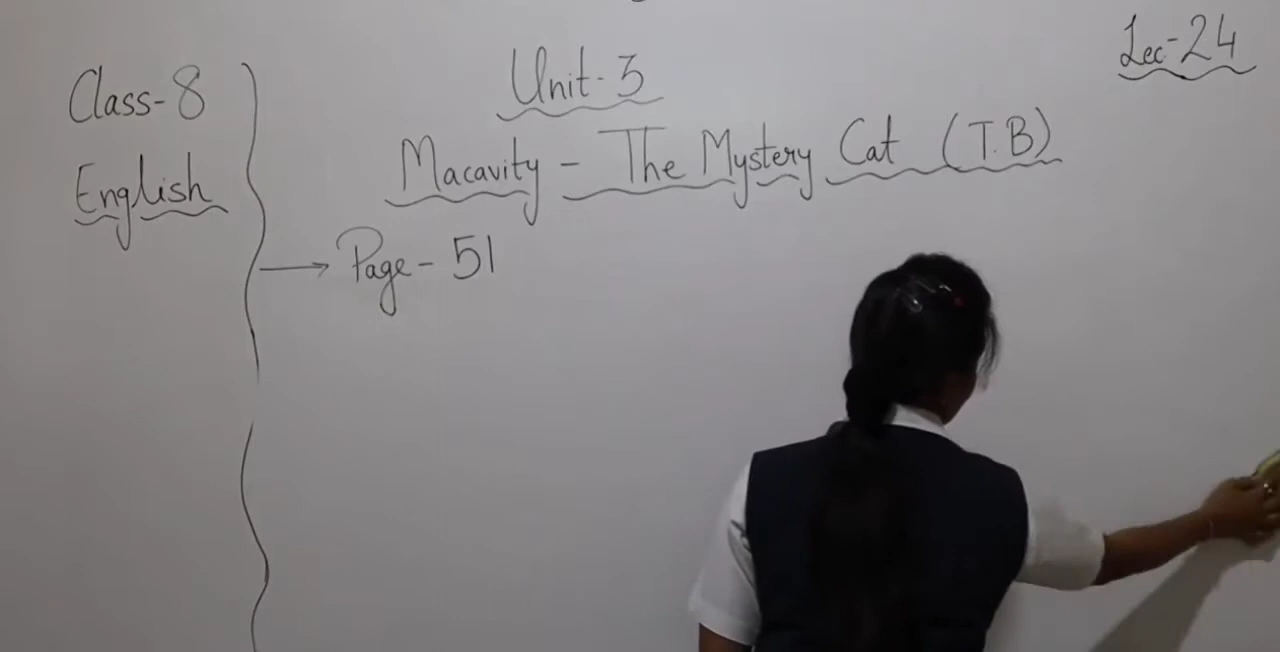 Lec-24
Class-8
English
Unit-3
Macavity - The Mystery Cat (T.B)
→ Page-51